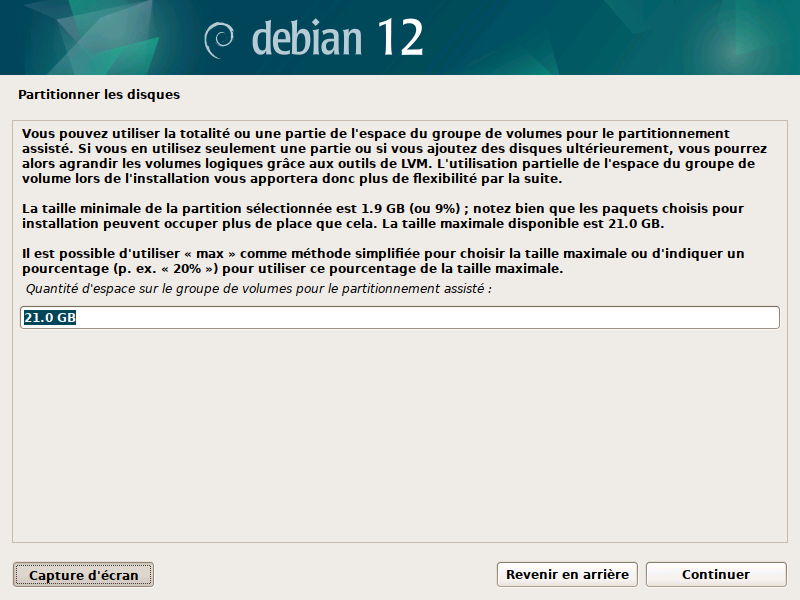 debian 12
Partitionner les disques
Vous pouvez utiliser la totalité ou une partie de l'espace du groupe de volumes pour le partitionnement
assisté. Si vous en utilisez seulement une partie ou si vous ajoutez des disques ultérieurement, vous pourrez
alors agrandir les volumes logiques grâce aux outils de LVM. L'utilisation partielle de l'espace du groupe de
volume lors de l'installation vous apportera donc plus de flexibilité par la suite.
La taille minimale de la partition sélectionnée est 1.9 GB (ou 9%) ; notez bien que les paquets choisis pour
installation peuvent occuper plus de place que cela. La taille maximale disponible est 21.0 GB.
Il est possible d'utiliser « max » comme méthode simplifiée pour choisir la taille maximale ou d'indiquer un
pourcentage (p. ex. « 20% ») pour utiliser ce pourcentage de la taille maximale.
Quantité d'espace sur le groupe de volumes pour le partitionnement assisté :
21.0 GB
Capture d'écran
Revenir en arrière
Continuer